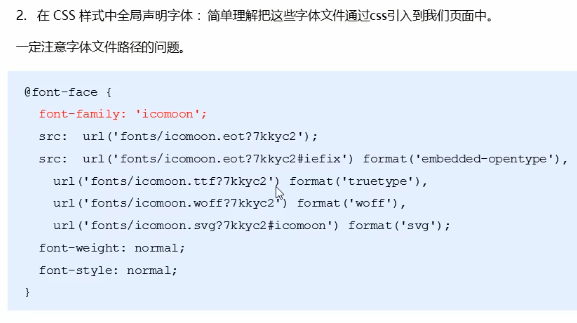 2. 在 CSS 样式中全局声明字体： 简单理解把这些字体文件通过css引入到我们页面中。
一定注意字体文件路径的问题。
@font-face {
font-family: 'icomoon';
src: url('fonts/icomoon.eot?7kkyc2');
src: url('fonts/icomoon.eot?7kkyc2#iefix') format('embedded-opentype'),
url('fonts/icomoon.ttf?7kkyc2') format('truetype'),
url('fonts/icomoon.woff?7kkyc2') format('woff'),
url('fonts/icomoon.svg?7kkyc2#icomoon') format('svg');
font-weight: normal;
font-style: normal;
}